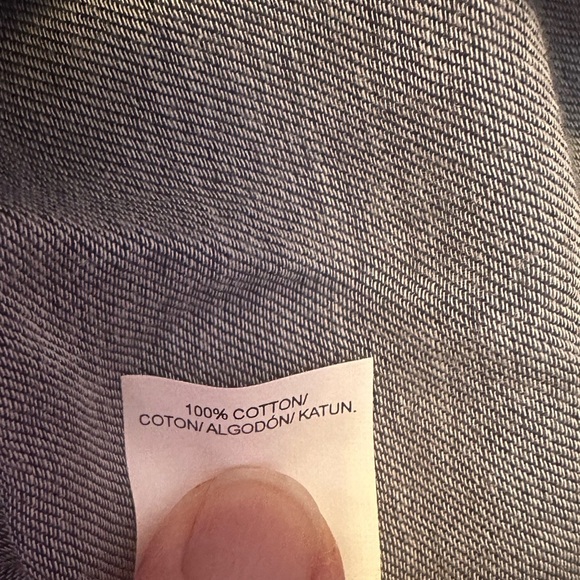 100% COTTON/
COTON/ ALGODÓN/ KATUN.